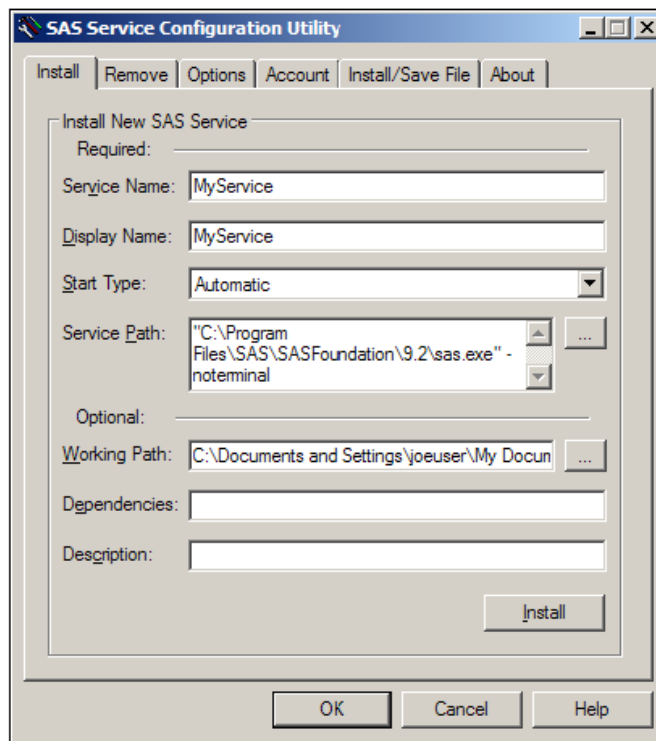 SAS Service Configuration Utility
Install Remove Options Account Install/Save File About
Install New SAS Service
Required:
Service Name: MyService
Display Name: MyService
Start Type: Automatic
Service Path: "C:\Program
Files\SAS\SASFoundation\9.2\sas.exe" -
noterminal
...
Optional:
Working Path: C:\Documents and Settings\joeuser\My Docum ...
Dependencies:
Description:
Install
OK Cancel Help